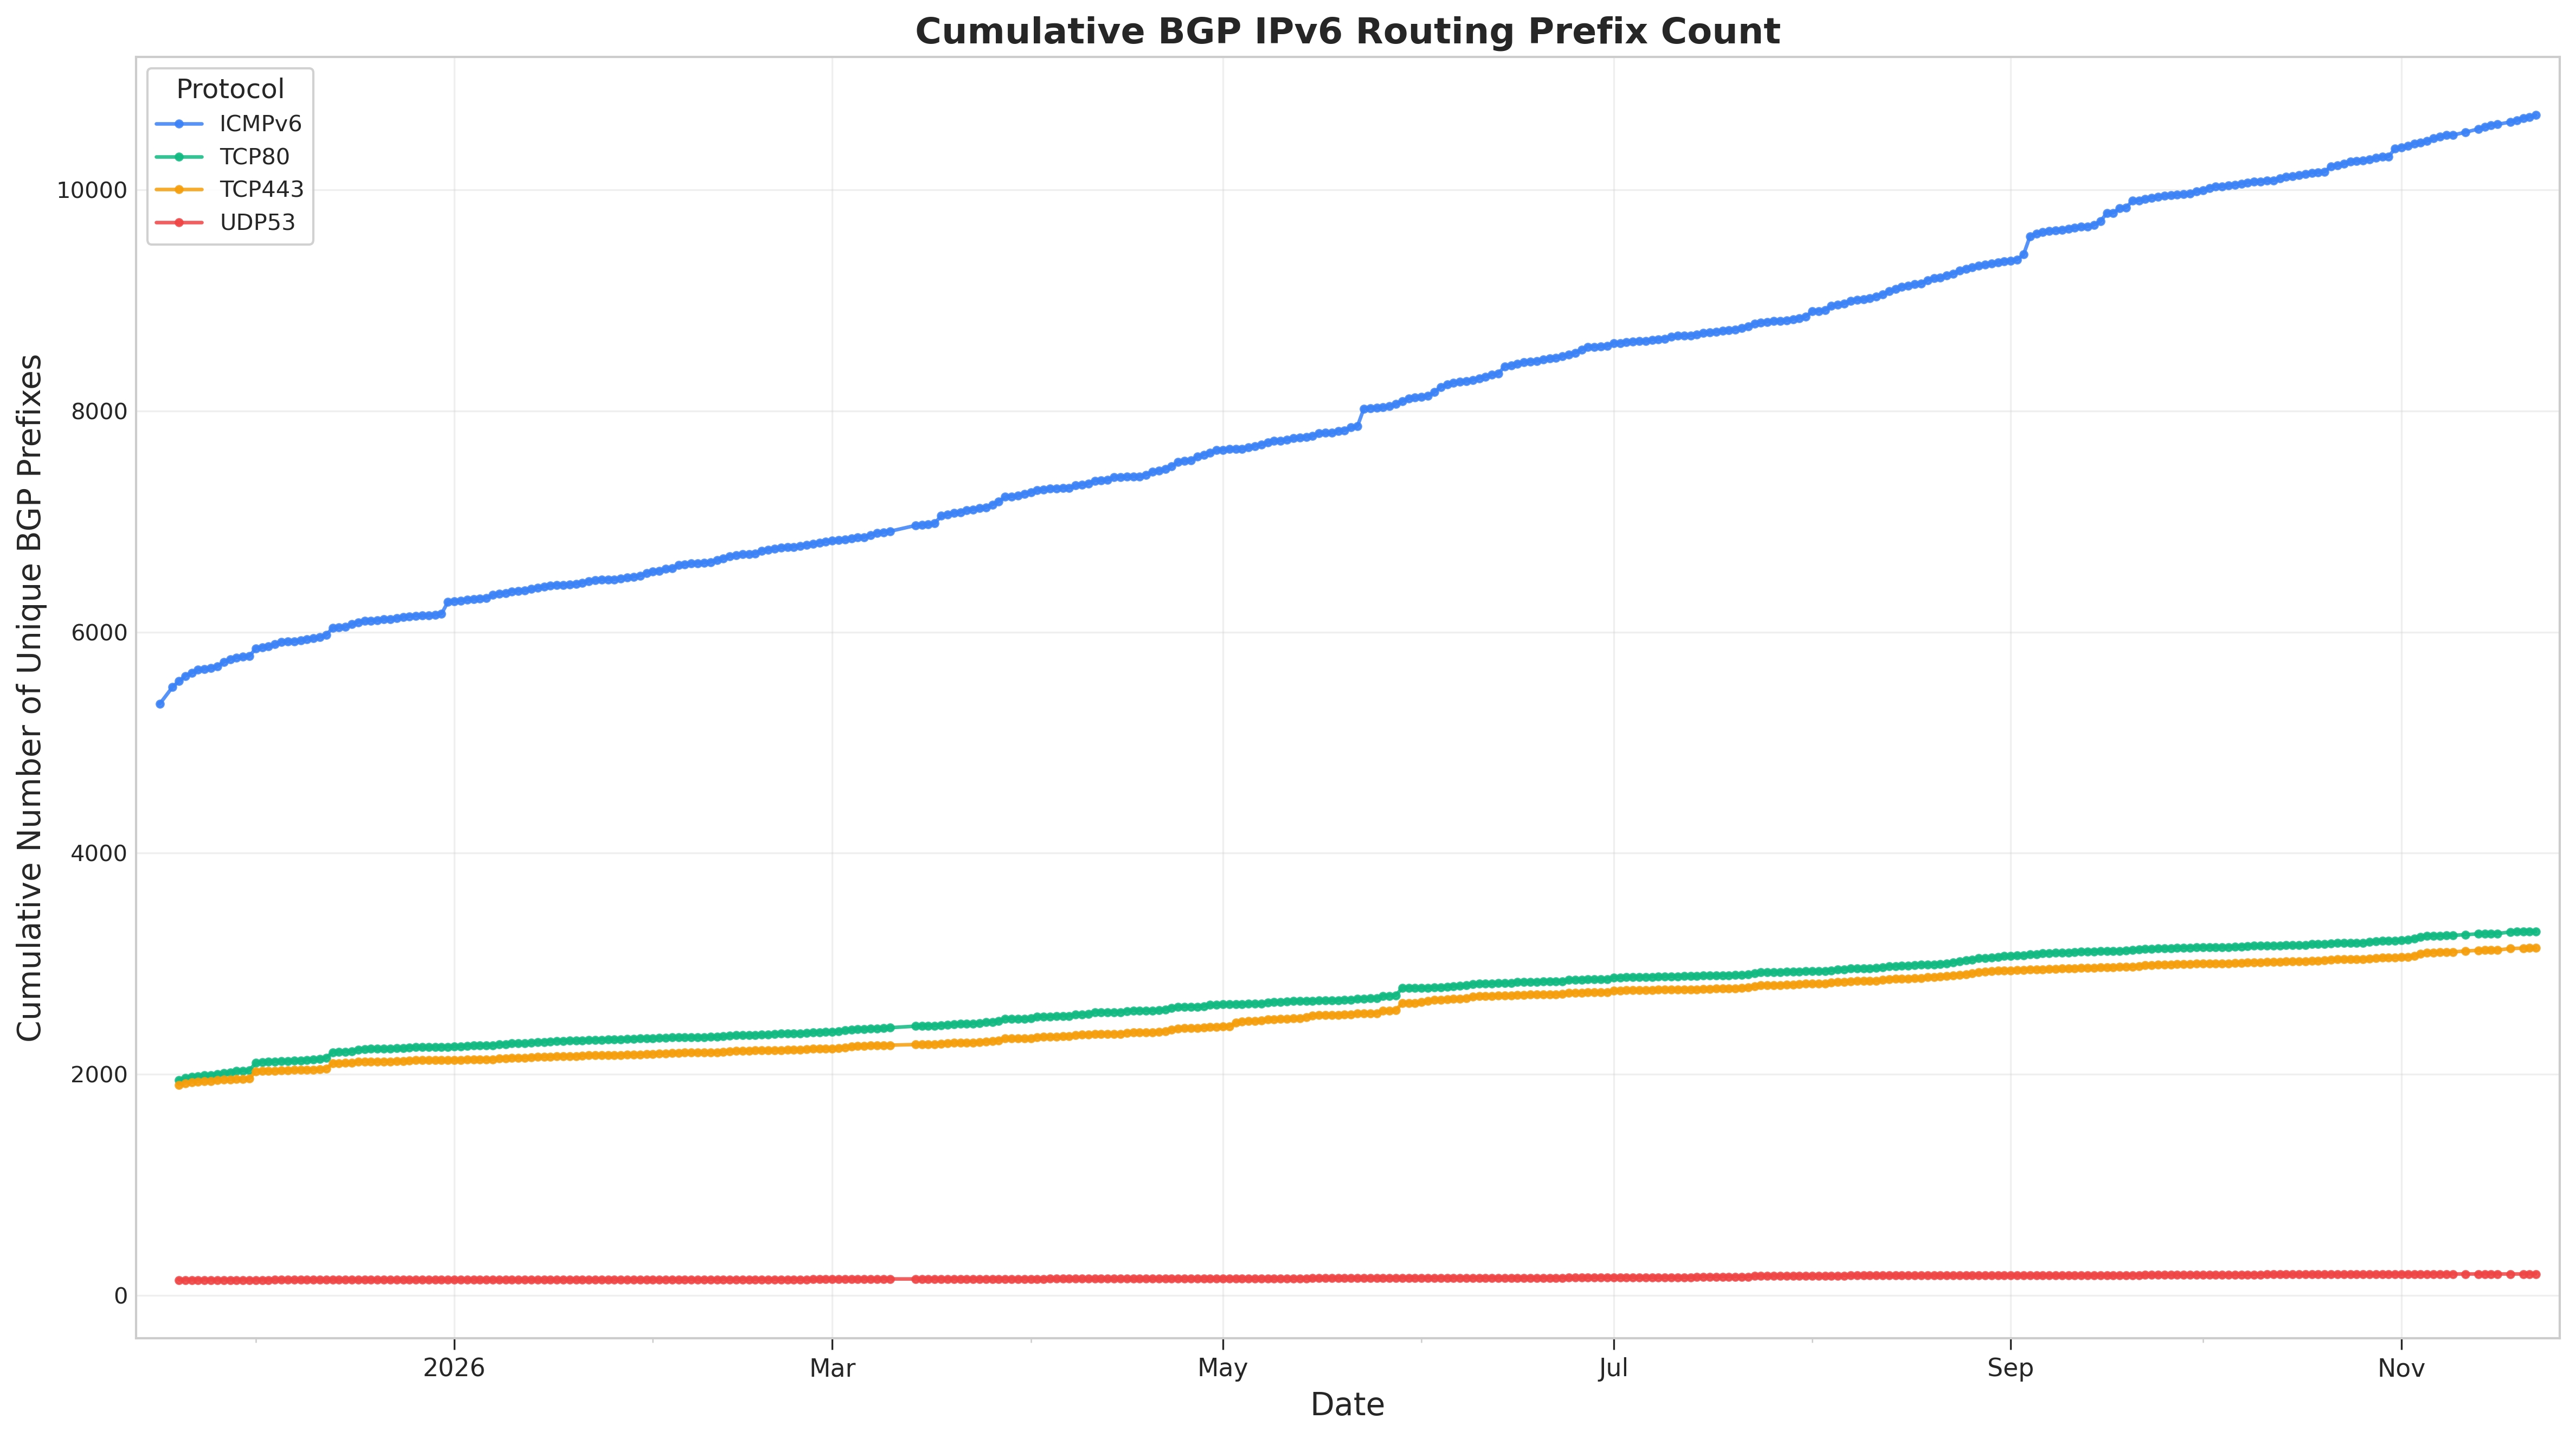 Cumulative BGP IPv6 Routing Prefix Count
Protocol
ICMPv6
TCP80
TCP443
UDP53
Cumulative Number of Unique BGP Prefixes
10000
8000
6000
4000
2000
0
2026
Mar
May
Jul
Sep
Nov
Date